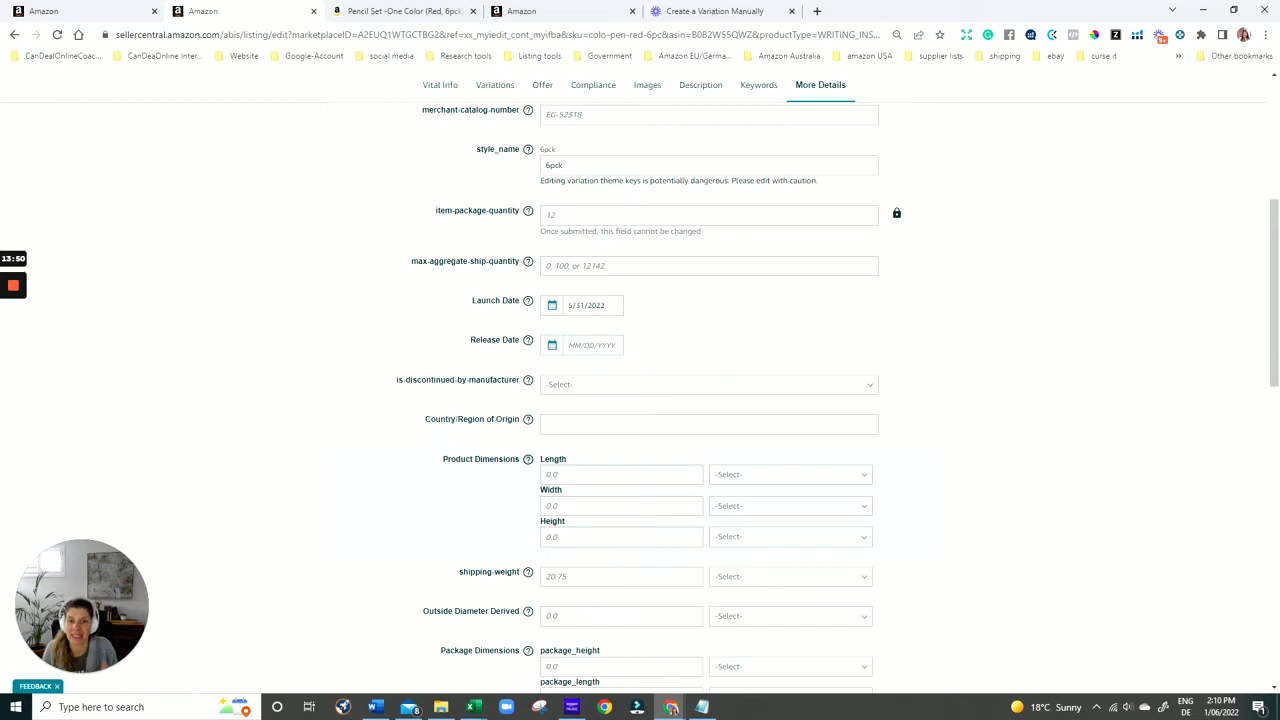 Amazon
Amazon
Pencil Set -One Color (Red, 6pck
Amazon
Create a Variation Manually
sellercentral.amazon.com/abis/listing/edit?marketplaceID=A2EUQ1WTGCTBG2&ref=xx_myiedit_cont_myifba&sku=colo-pen-red-6pc&asin=B0B2W55QWZ&productType=WRITING_INS...
9+
CanDeaOnlineCoac...
CanDeal Online Inter...
Website
Google-Account
social media
Research tools
Listing tools
Government
Amazon EU/Germa...
Amazon Australia
amazon USA
supplier lists
shipping
ebay
curse it
Other bookmarks
Vital Info
Variations
Offer
Compliance
Images
Description
Keywords
More Details
merchant-catalog-number
EG-52318
style_name
6pck
6pck
Editing variation theme keys is potentially dangerous. Please edit with caution.
item-package-quantity
12
Once submitted, this field cannot be changed
13:50
max-aggregate-ship-quantity
0, 100, or 12142
Launch Date
5/31/2022
Release Date
MM/DD/YYYY
is-discontinued-by-manufacturer
-Select-
Country/Region of Origin
Product Dimensions
Length
0.0
-Select-
Width
0.0
-Select-
Height
0.0
-Select-
shipping-weight
20.75
-Select-
Outside Diameter Derived
0.0
-Select-
Package Dimensions
package_height
0.0
-Select-
package_length
FEEDBACK
Type here to search
8
18°C Sunny
ENG
DE
2:10 PM
1/06/2022